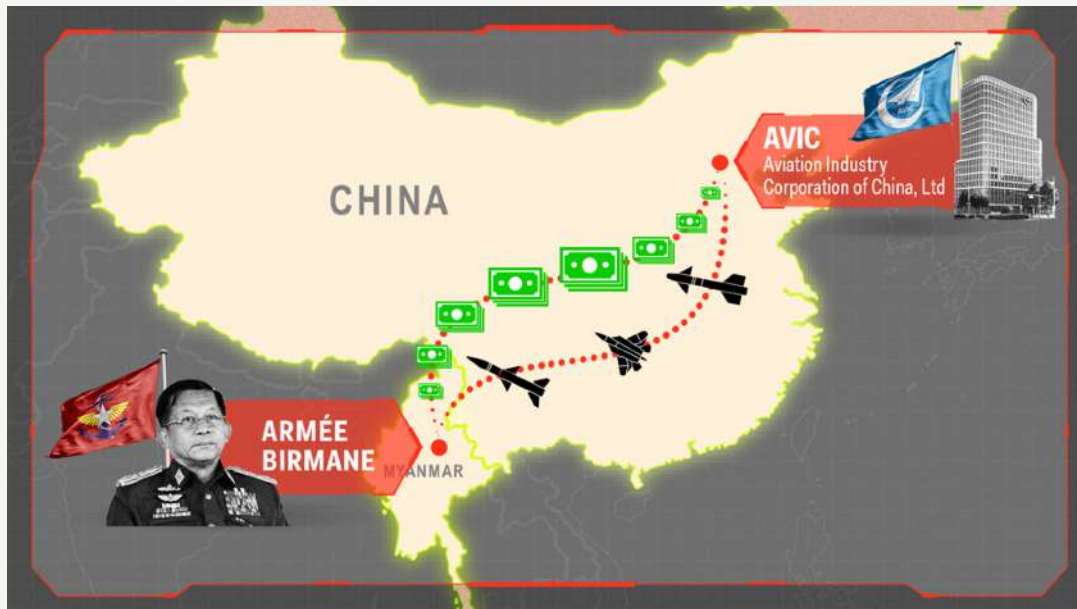 AVIC
Aviation Industry
Corporation of China, Ltd
CHINA
ARMÉE
BIRMANE
MYANMAR